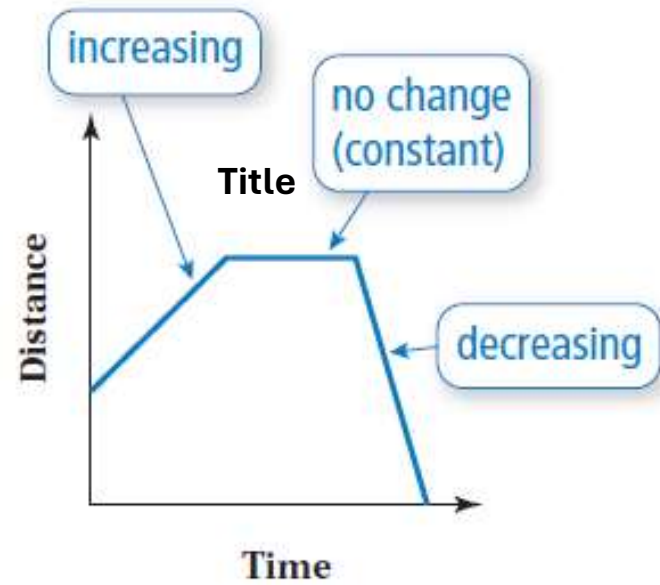 increasing
no change
(constant)
Title
Distance
decreasing
Time